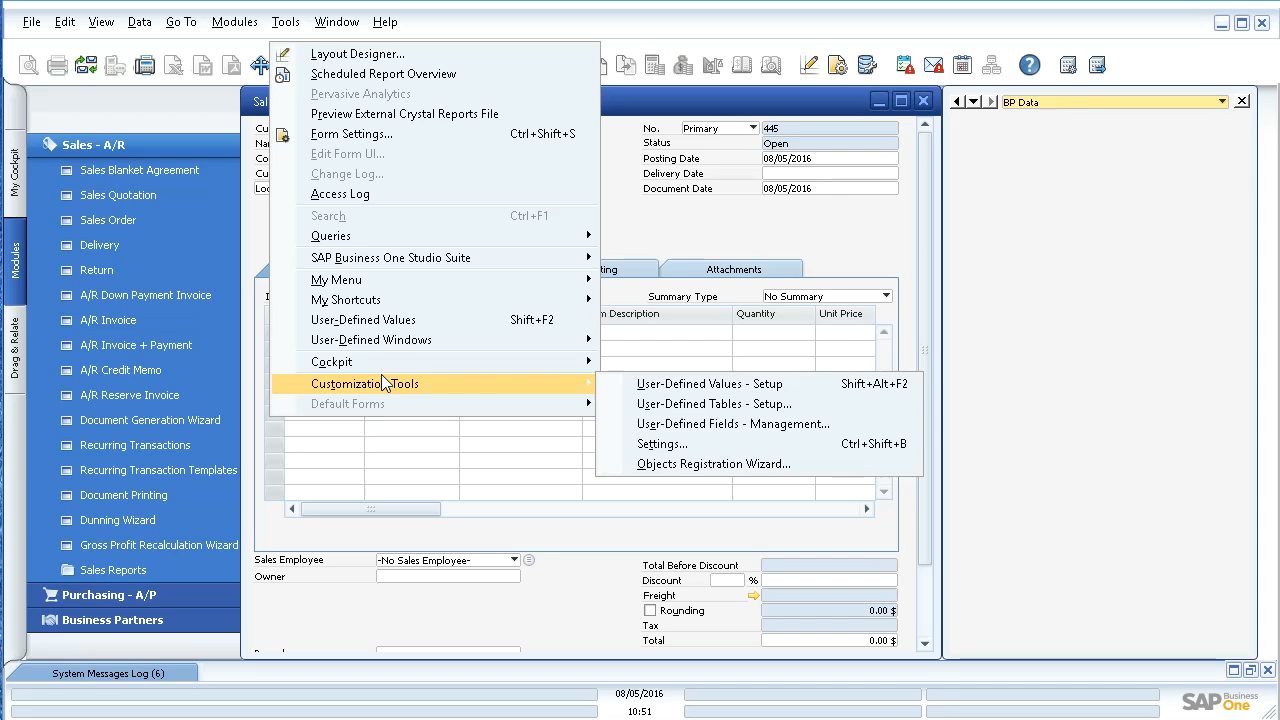 File Edit View Data Go To Modules Tools Window Help
Layout Designer...
Scheduled Report Overview
Pervasive Analytics
Preview External Crystal Reports File
Form Settings... Ctrl+Shift+S
Edit Form UI...
Change Log...
Access Log
Search Ctrl+F1
Queries
SAP Business One Studio Suite
My Menu
My Shortcuts
User-Defined Values Shift+F2
User-Defined Windows
Cockpit
Customization Tools
Default Forms
User-Defined Values - Setup Shift+Alt+F2
User-Defined Tables - Setup...
User-Defined Fields - Management...
Settings... Ctrl+Shift+B
Objects Registration Wizard...
My Cockpit
Modules
Drag & Relate
Sales - A/R
Sales Blanket Agreement
Sales Quotation
Sales Order
Delivery
Return
A/R Down Payment Invoice
A/R Invoice
A/R Invoice + Payment
A/R Credit Memo
A/R Reserve Invoice
Document Generation Wizard
Recurring Transactions
Recurring Transaction Templates
Document Printing
Dunning Wizard
Gross Profit Recalculation Wizard
Sales Reports
Purchasing - A/P
Business Partners
Sal
Cu
Nar
Co
Cu
Loc
No. Primary 445
Status Open
Posting Date 08/05/2016
Delivery Date
Document Date 08/05/2016
ting Attachments
Summary Type No Summary
m Description Quantity Unit Price
Sales Employee -No Sales Employee-
Owner
Total Before Discount
Discount %
Freight
Rounding 0.00 $
Tax
Total 0.00 $
BP Data
System Messages Log (6)
08/05/2016
10:51
SAP Business One